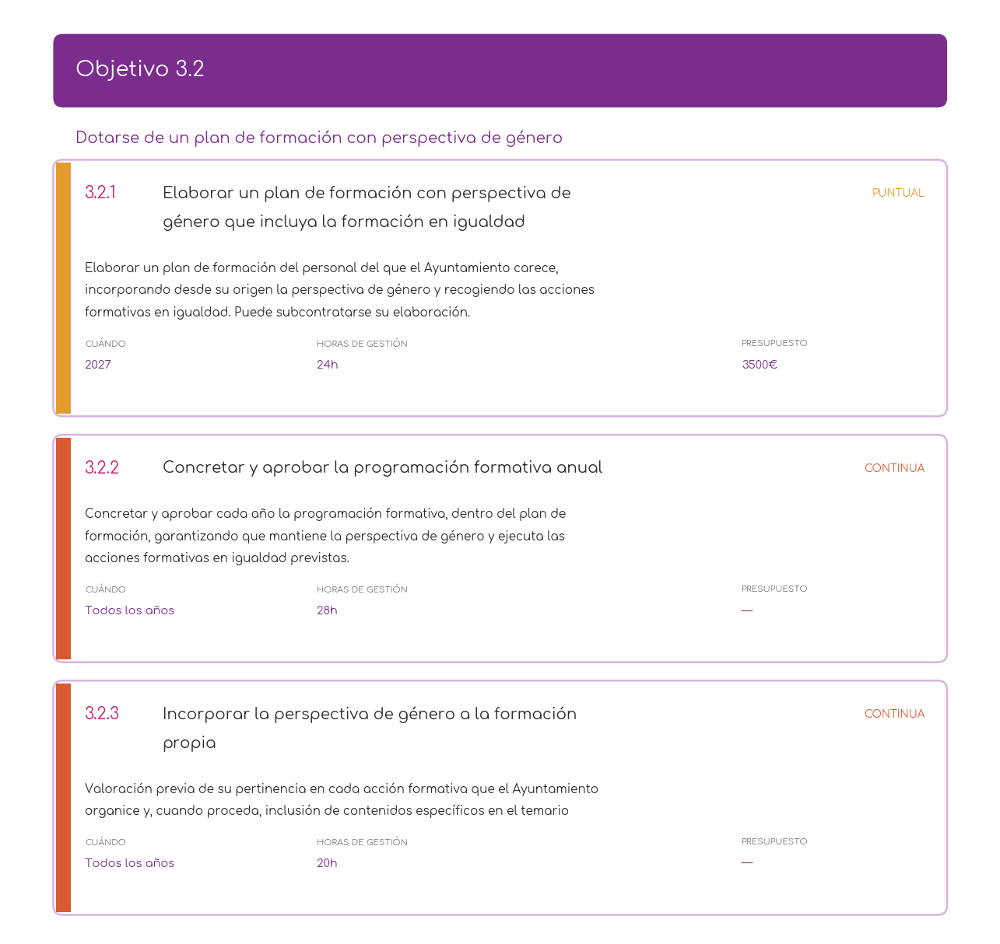 Objetivo 3.2
Dotarse de un plan de formación con perspectiva de género
3.2.1 Elaborar un plan de formación con perspectiva de PUNTUAL
género que incluya la formación en igualdad
Elaborar un plan de formación del personal del que el Ayuntamiento carece,
incorporando desde su origen la perspectiva de género y recogiendo las acciones
formativas en igualdad. Puede subcontratarse su elaboración.
CUÁNDO HORAS DE GESTIÓN PRESUPUESTO
2027 24h 3500€
3.2.2 Concretar y aprobar la programación formativa anual CONTINUA
Concretar y aprobar cada año la programación formativa, dentro del plan de
formación, garantizando que mantiene la perspectiva de género y ejecuta las
acciones formativas en igualdad previstas.
CUÁNDO HORAS DE GESTIÓN PRESUPUESTO
Todos los años 28h —
3.2.3 Incorporar la perspectiva de género a la formación CONTINUA
propia
Valoración previa de su pertinencia en cada acción formativa que el Ayuntamiento
organice y, cuando proceda, inclusión de contenidos específicos en el temario
CUÁNDO HORAS DE GESTIÓN PRESUPUESTO
Todos los años 20h —